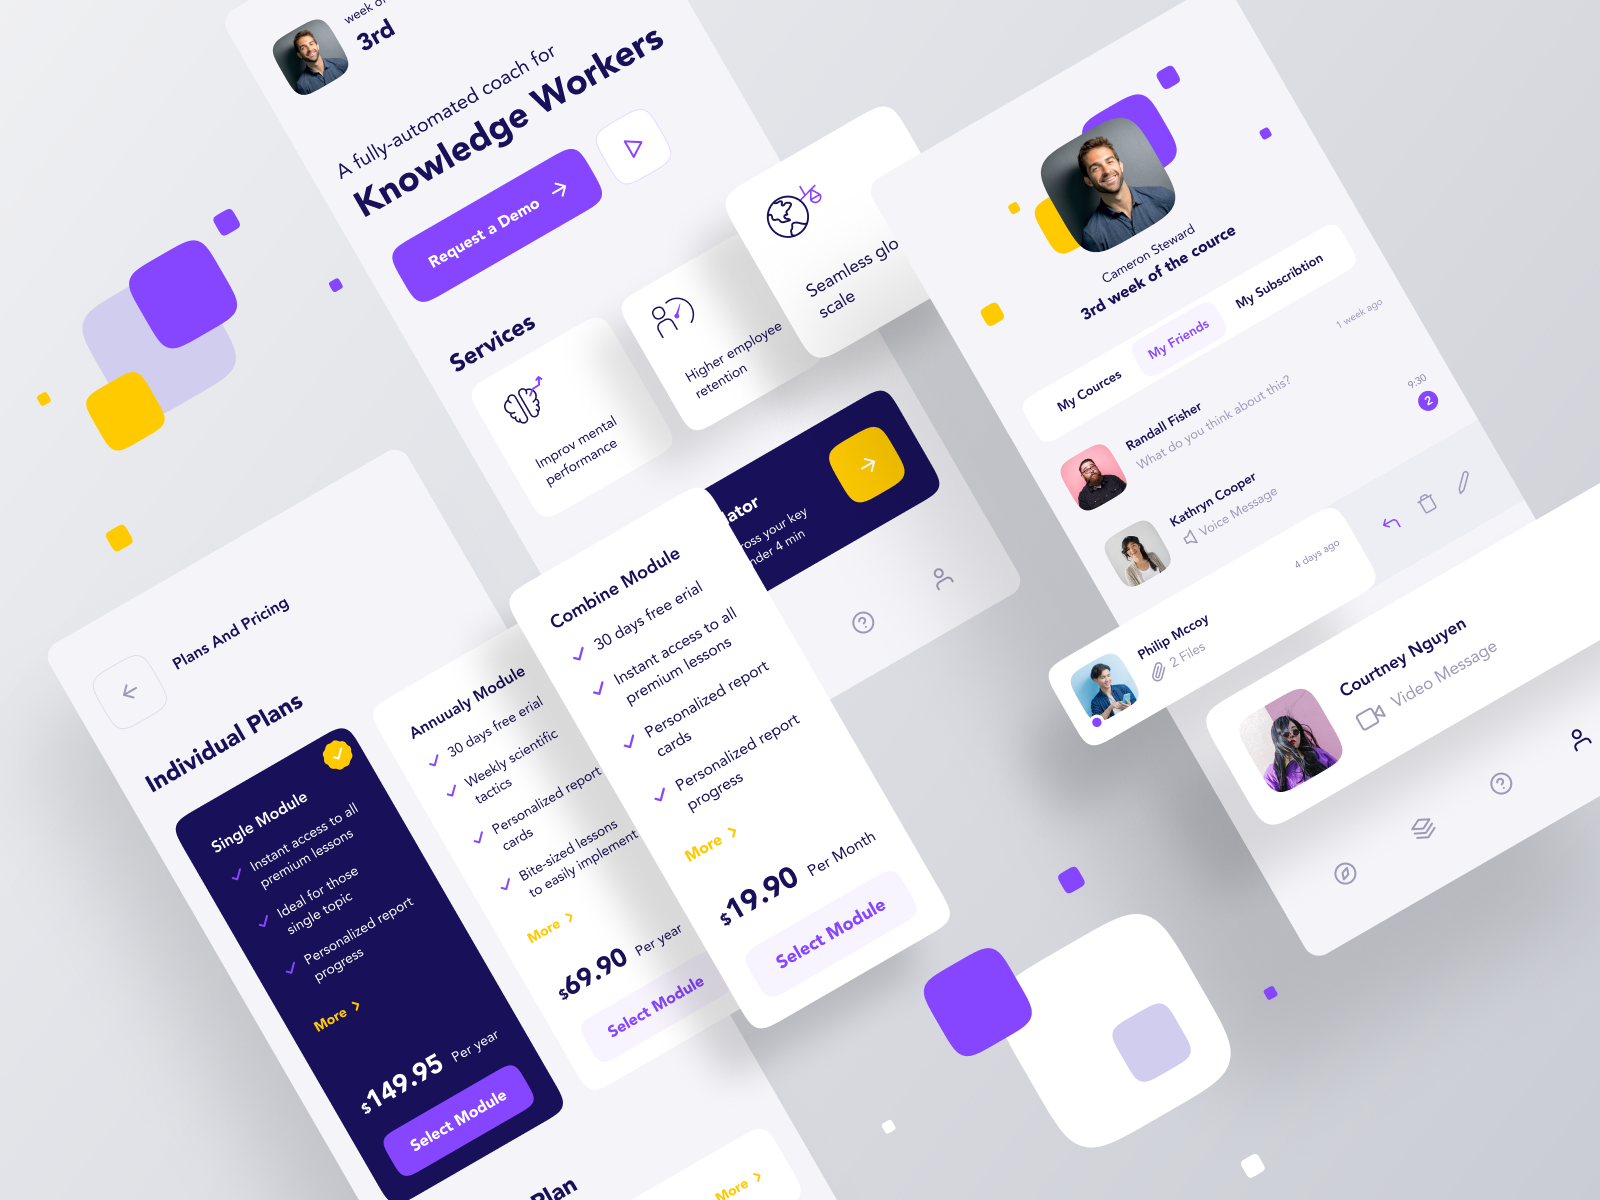 week of
3rd
A fully-automated coach for
Knowledge Workers
Request a Demo
Services
Improv mental
performance
Higher employee
retention
Seamless glo
scale
lator
ross your key
nder 4 min
Cameron Steward
3rd week of the cource
My Cources
My Friends
My Subscribtion
1 week ago
Randall Fisher
What do you think about this?
9:30
2
Kathryn Cooper
Voice Message
4 days ago
Philip Mccoy
2 Files
Courtney Nguyen
Video Message
Plans And Pricing
Individual Plans
Single Module
Instant access to all
premium lessons
Ideal for those
single topic
Personalized report
progress
More
$149.95 Per year
Select Module
Annuualy Module
30 days free erial
Weekly scientific
tactics
Personalized report
cards
Bite-sized lessons
to easily implement
More
$69.90 Per year
Select Module
Combine Module
30 days free erial
Instant access to all
premium lessons
Personalized report
cards
Personalized report
progress
More
$19.90 Per Month
Select Module
Plan
More